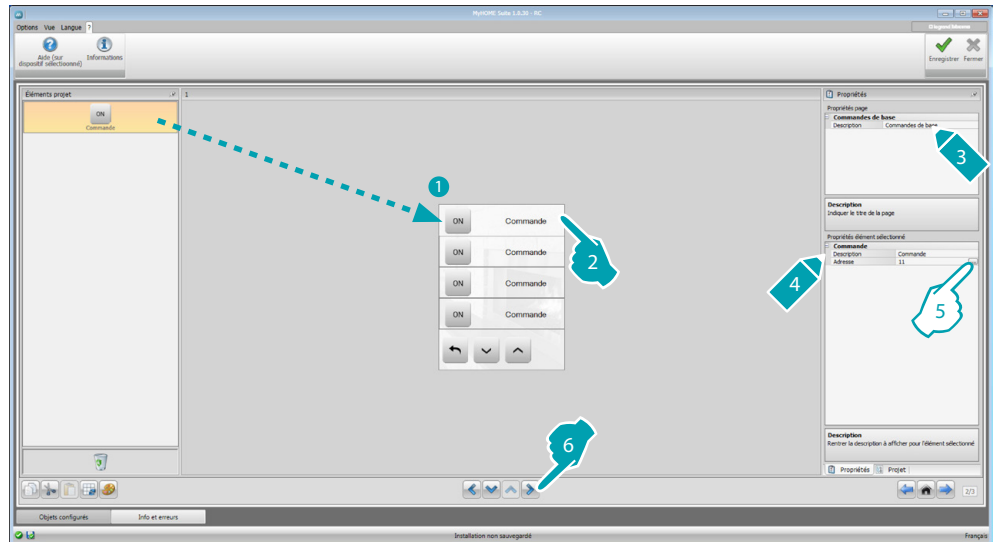 MyHOME Suite 1.0.20 - RC
Options Vue Langue ?
Aide (sur
dispositif sélectionné)
Informations
Enregistrer Fermer
Éléments projet
1
Propriétés
ON
Commande
Propriétés page
Commandes de base
Description Commandes de base
3
Description
Indiquer le titre de la page
1
ON Commande
2
ON Commande
ON Commande
ON Commande
Propriétés élément sélectionné
Commande
Description Commande
Adresse 11
4
5
6
Description
Rentrer la description à afficher pour l'élément sélectionné
Propriétés Projet
2/3
Objets configurés Info et erreurs
Installation non sauvegardé
Français